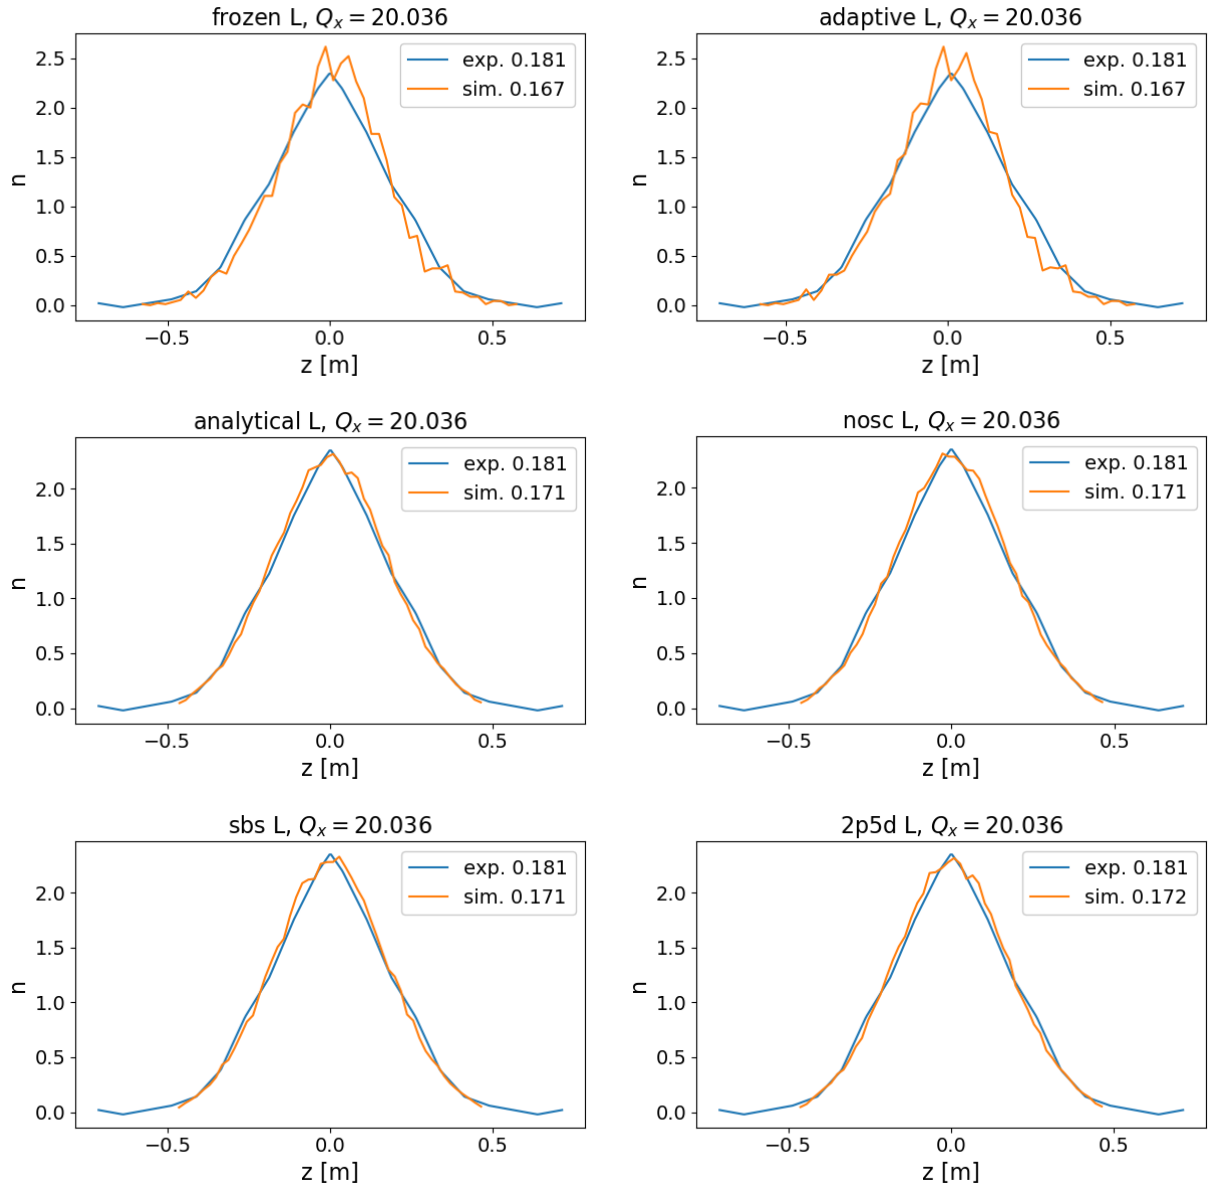 frozen L, Qx = 20.036
exp. 0.181
sim. 0.167
2.5
2.0
1.5
1.0
0.5
0.0
n
−0.5 0.0 0.5
z [m]
adaptive L, Qx = 20.036
exp. 0.181
sim. 0.167
2.5
2.0
1.5
1.0
0.5
0.0
n
−0.5 0.0 0.5
z [m]
analytical L, Qx = 20.036
exp. 0.181
sim. 0.171
2.0
1.5
1.0
0.5
0.0
n
−0.5 0.0 0.5
z [m]
nosc L, Qx = 20.036
exp. 0.181
sim. 0.171
2.0
1.5
1.0
0.5
0.0
n
−0.5 0.0 0.5
z [m]
sbs L, Qx = 20.036
exp. 0.181
sim. 0.171
2.0
1.5
1.0
0.5
0.0
n
−0.5 0.0 0.5
z [m]
2p5d L, Qx = 20.036
exp. 0.181
sim. 0.172
2.0
1.5
1.0
0.5
0.0
n
−0.5 0.0 0.5
z [m]